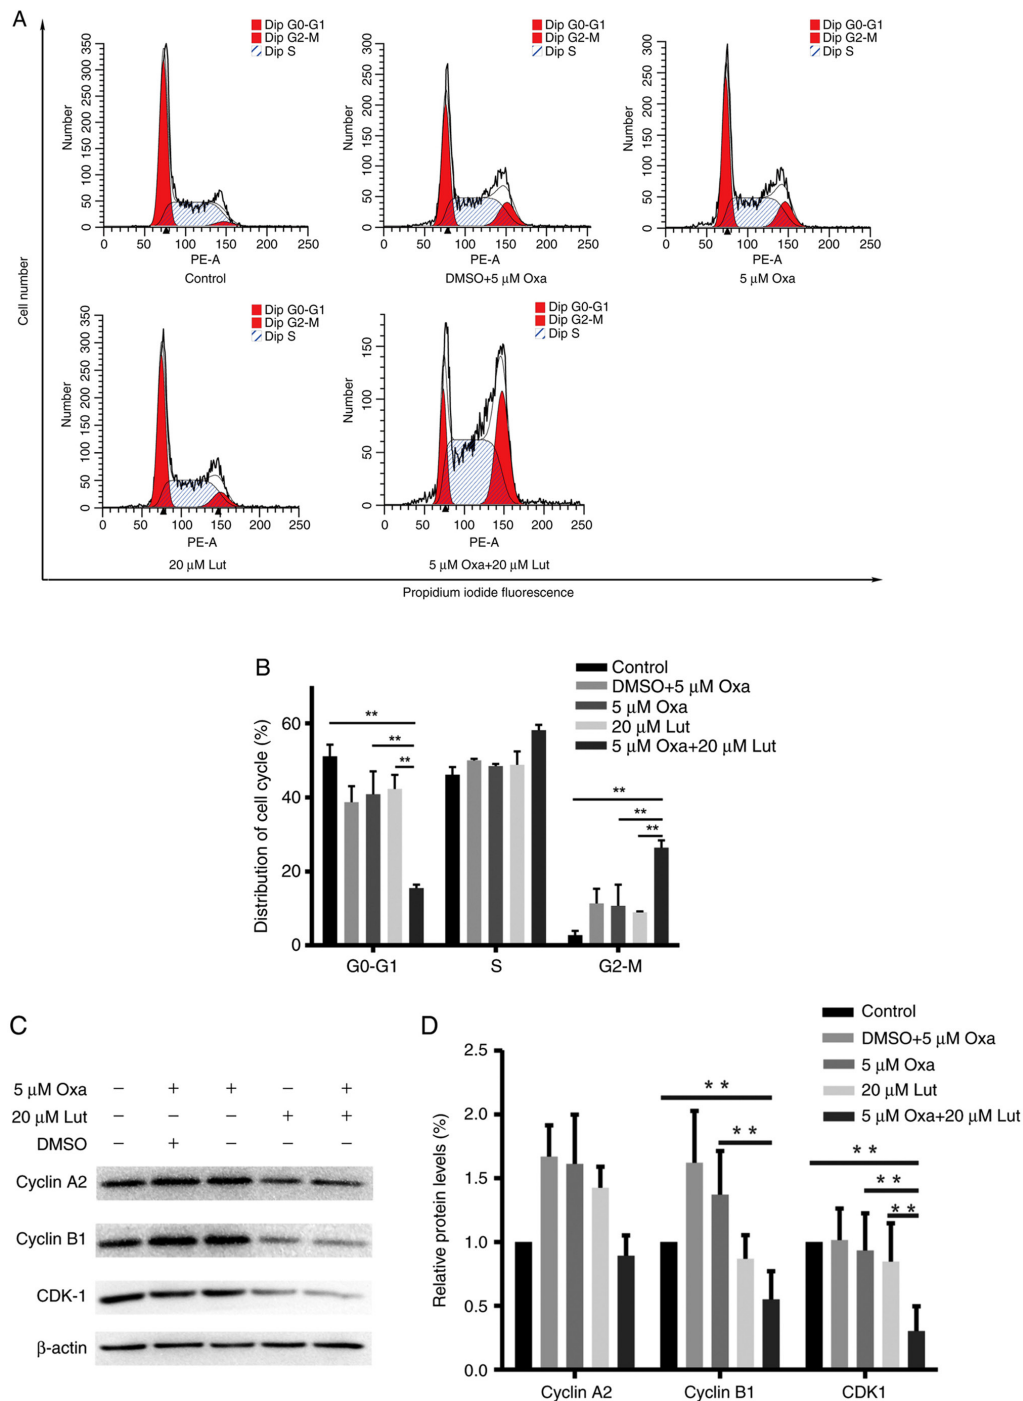 A
Cell number
Dip G0-G1
Dip G2-M
Dip S
Number
0 50 100 150 200 250 300 350
0 50 100 150 200 250 300
PE-A
Control
Dip G0-G1
Dip G2-M
Dip S
Number
0 50 100 150 200 250 300
0 50 100 150 200 250
PE-A
DMSO+5 μM Oxa
Dip G0-G1
Dip G2-M
Dip S
Number
0 50 100 150 200 250 300
0 50 100 150 200 250
PE-A
5 μM Oxa
Dip G0-G1
Dip G2-M
Dip S
Number
0 50 100 150 200 250 300 350
0 50 100 150 200 250
PE-A
20 μM Lut
Dip G0-G1
Dip G2-M
Dip S
Number
0 50 100 150
0 50 100 150 200 250
PE-A
5 μM Oxa+20 μM Lut
Propidium iodide fluorescence
B
Control
DMSO+5 μM Oxa
5 μM Oxa
20 μM Lut
5 μM Oxa+20 μM Lut
Distribution of cell cycle (%)
60
40
20
0
**
**
**
**
**
**
G0-G1 S G2-M
C
5 μM Oxa – + + – +
20 μM Lut – – – + +
DMSO – + – – –
Cyclin A2
Cyclin B1
CDK-1
β-actin
D
Control
DMSO+5 μM Oxa
5 μM Oxa
20 μM Lut
5 μM Oxa+20 μM Lut
Relative protein levels (%)
2.5
2.0
1.5
1.0
0.5
0.0
* *
* *
* *
* *
* *
Cyclin A2 Cyclin B1 CDK1